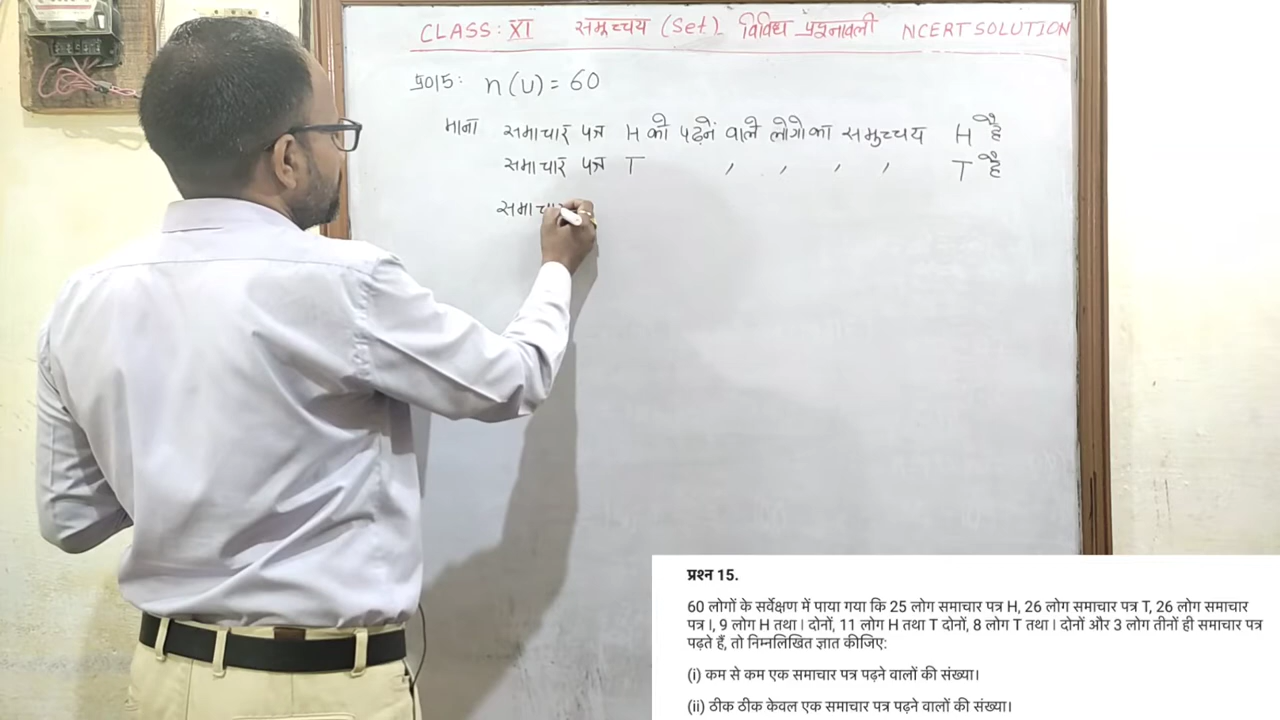 CLASS: XI समुच्चय (Set) विविध प्रश्नावली NCERT SOLUTION
प्र015: n(U) = 60
माना समाचार पत्र H को पढ़नें वाले लोगो का समुच्चय H है
समाचार पत्र T , , , , T है
समाचार
प्रश्न 15.
60 लोगों के सर्वेक्षण में पाया गया कि 25 लोग समाचार पत्र H, 26 लोग समाचार पत्र T, 26 लोग समाचार
पत्र I, 9 लोग H तथा I दोनों, 11 लोग H तथा T दोनों, 8 लोग T तथा I दोनों और 3 लोग तीनों ही समाचार पत्र
पढ़ते हैं, तो निम्नलिखित ज्ञात कीजिए:
(i) कम से कम एक समाचार पत्र पढ़ने वालों की संख्या।
(ii) ठीक ठीक केवल एक समाचार पत्र पढ़ने वालों की संख्या।